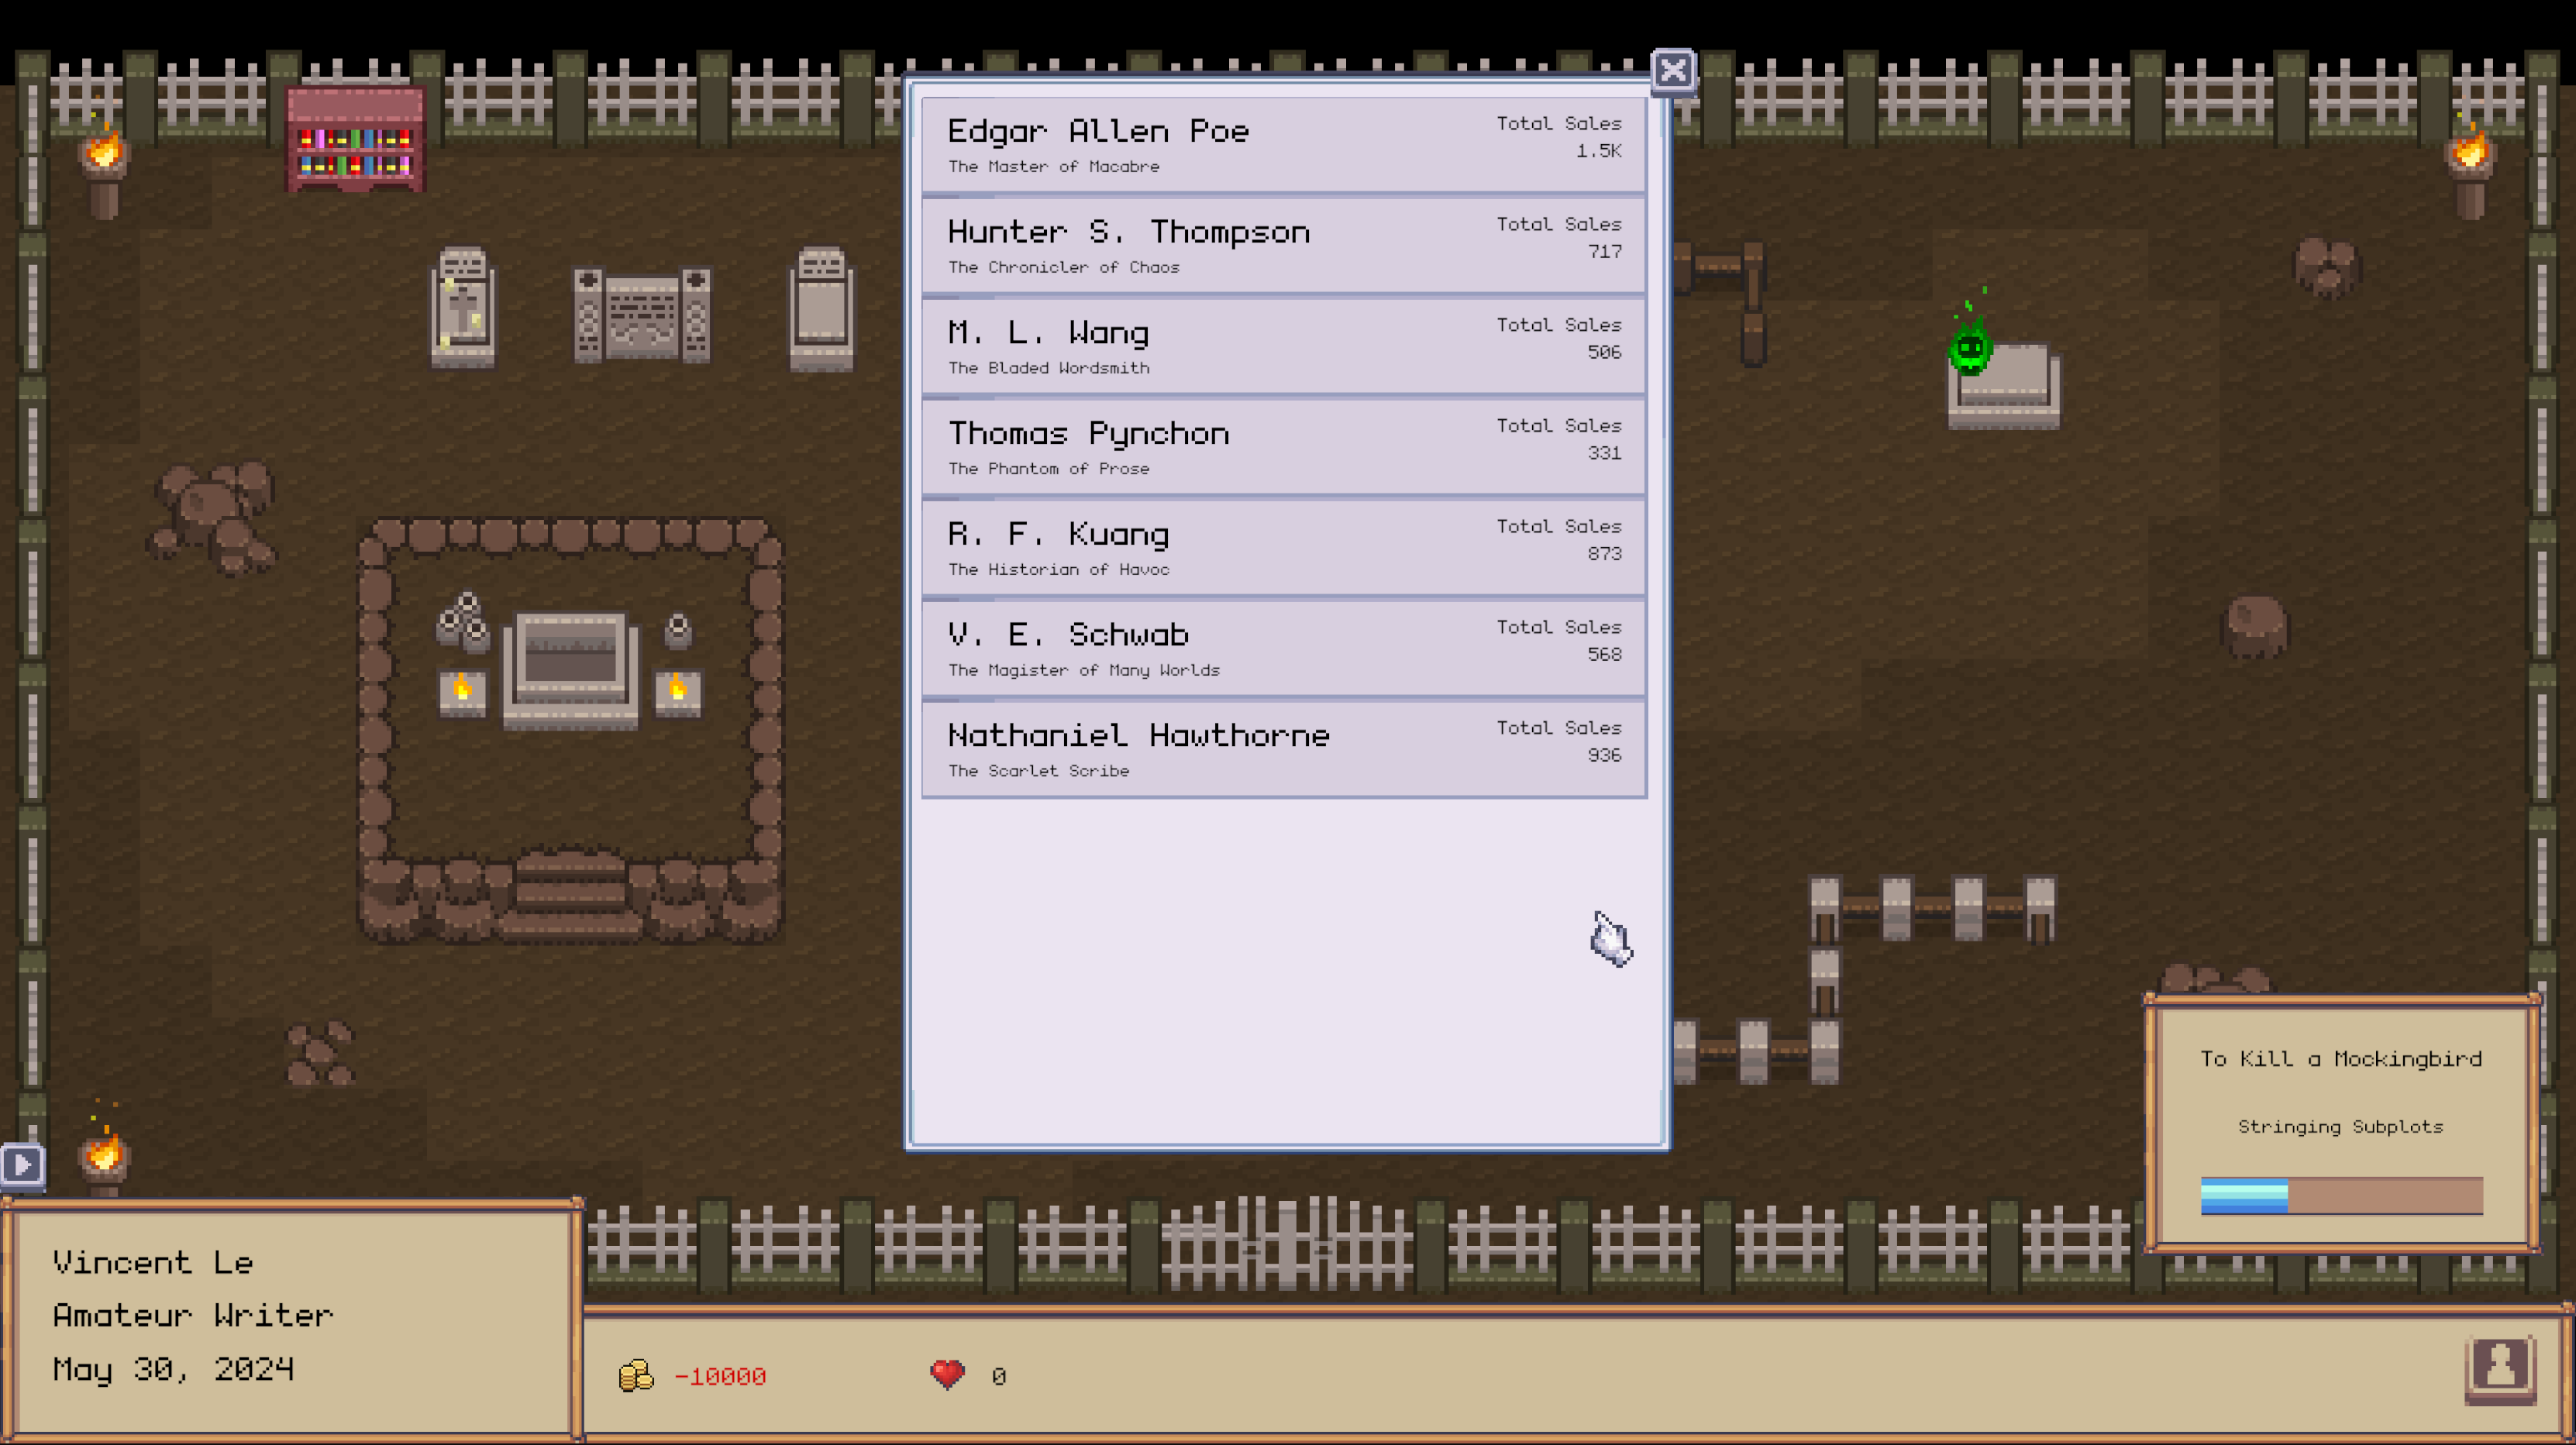 Edgar Allen Poe
Total Sales
The Master of Macabre
1.5K
Hunter S. Thompson
Total Sales
The Chronicler of Chaos
717
M. L. Wang
Total Sales
The Bladed Wordsmith
506
Thomas Pynchon
Total Sales
The Phantom of Prose
331
R. F. Kuang
Total Sales
The Historian of Havoc
873
V. E. Schwab
Total Sales
The Magister of Many Worlds
568
Nathaniel Hawthorne
Total Sales
The Scarlet Scribe
936
To Kill a Mockingbird
Stringing Subplots
Vincent Le
Amateur Writer
May 30, 2024
-10000
0